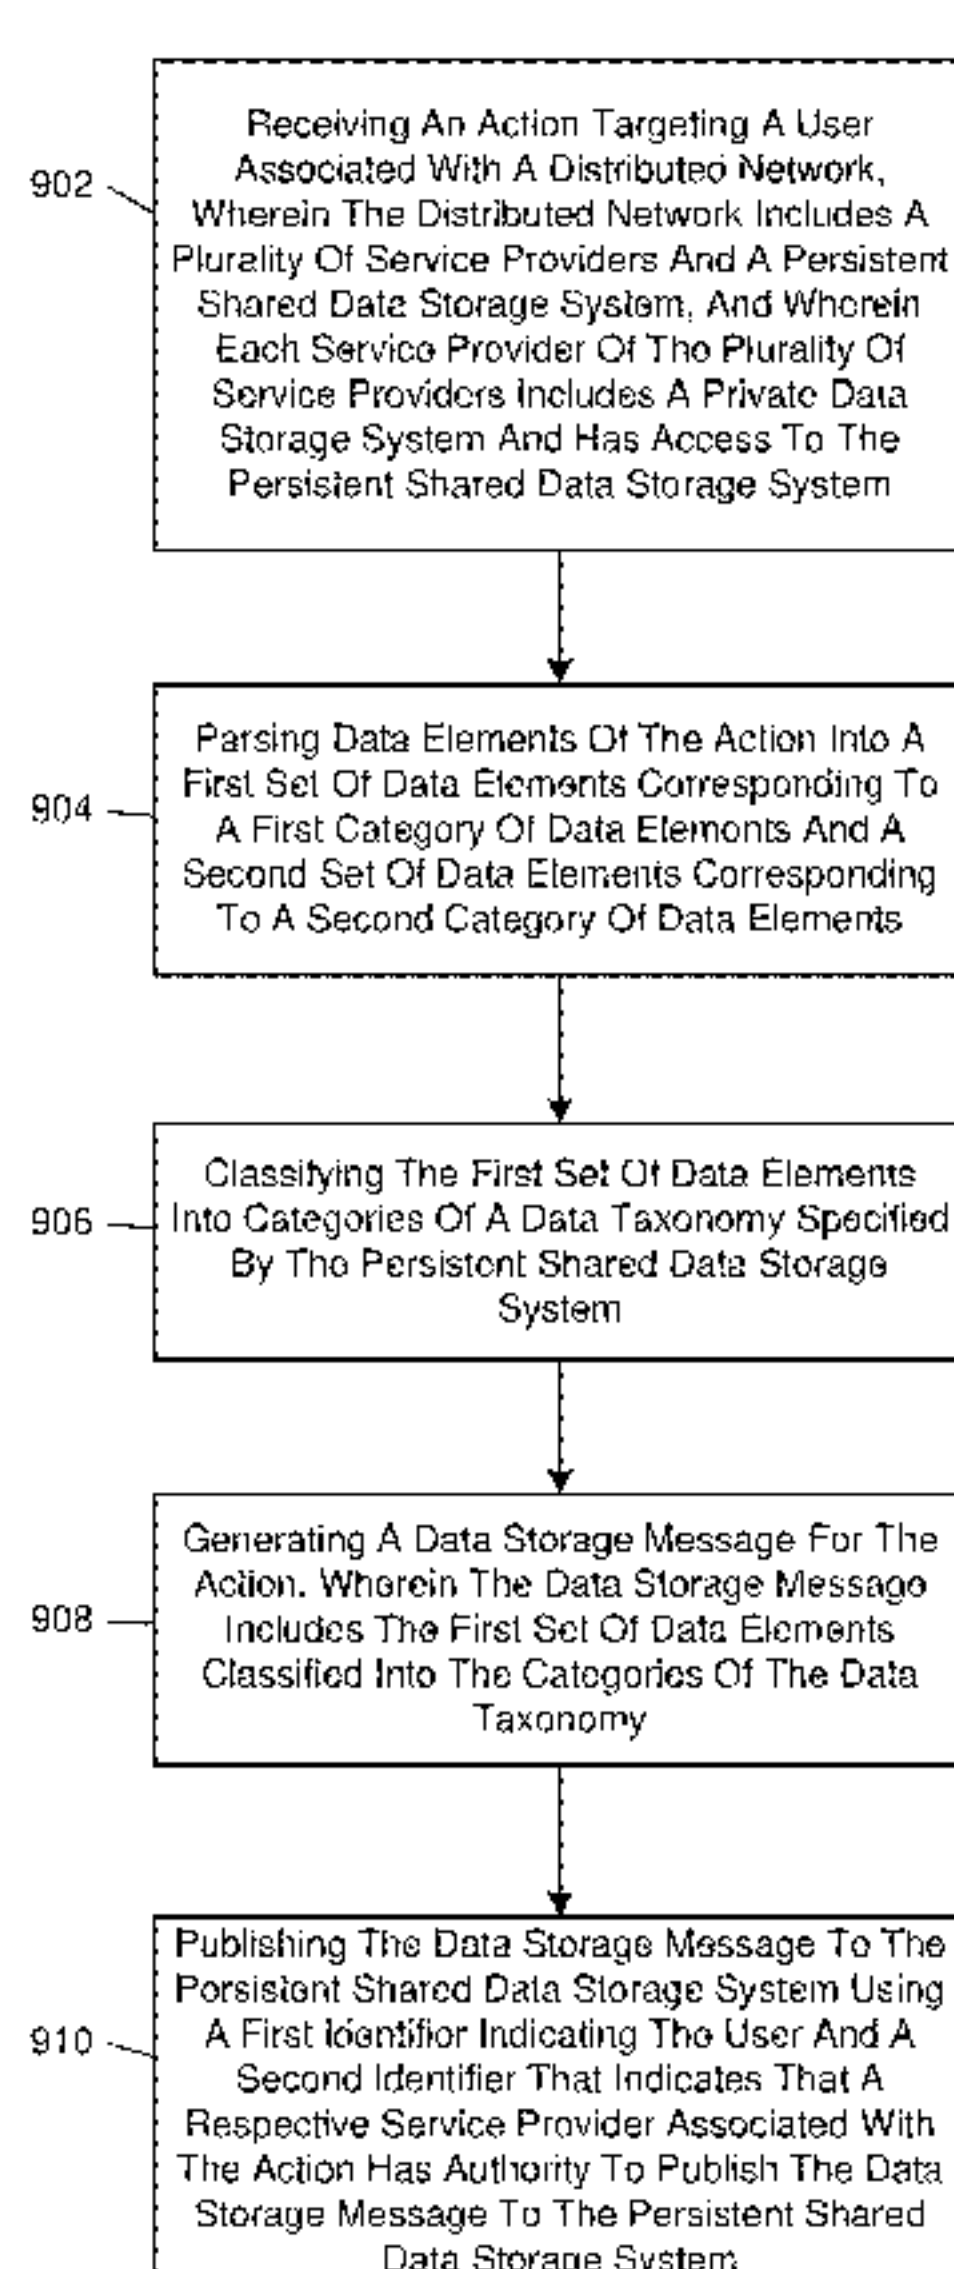 902
Receiving An Action Targeting A User
Associated With A Distributed Network,
Wherein The Distributed Network Includes A
Plurality Of Service Providers And A Persistent
Shared Data Storage System, And Wherein
Each Service Provider Of The Plurality Of
Service Providers Includes A Private Data
Storage System And Has Access To The
Persistent Shared Data Storage System
904
Parsing Data Elements Of The Action Into A
First Set Of Data Elements Corresponding To
A First Category Of Data Elements And A
Second Set Of Data Elements Corresponding
To A Second Category Of Data Elements
906
Classifying The First Set Of Data Elements
Into Categories Of A Data Taxonomy Specified
By The Persistent Shared Data Storage
System
908
Generating A Data Storage Message For The
Action. Wherein The Data Storage Message
Includes The First Set Of Data Elements
Classified Into The Categories Of The Data
Taxonomy
910
Publishing The Data Storage Message To The
Persistent Shared Data Storage System Using
A First Identifier Indicating The User And A
Second Identifier That Indicates That A
Respective Service Provider Associated With
The Action Has Authority To Publish The Data
Storage Message To The Persistent Shared
Data Storage System